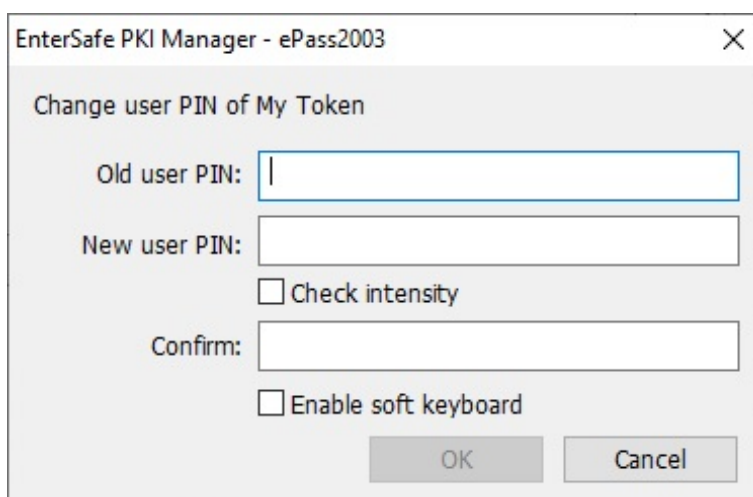 EnterSafe PKI Manager - ePass2003
Change user PIN of My Token
Old user PIN:
New user PIN:
Check intensity
Confirm:
Enable soft keyboard
OK Cancel